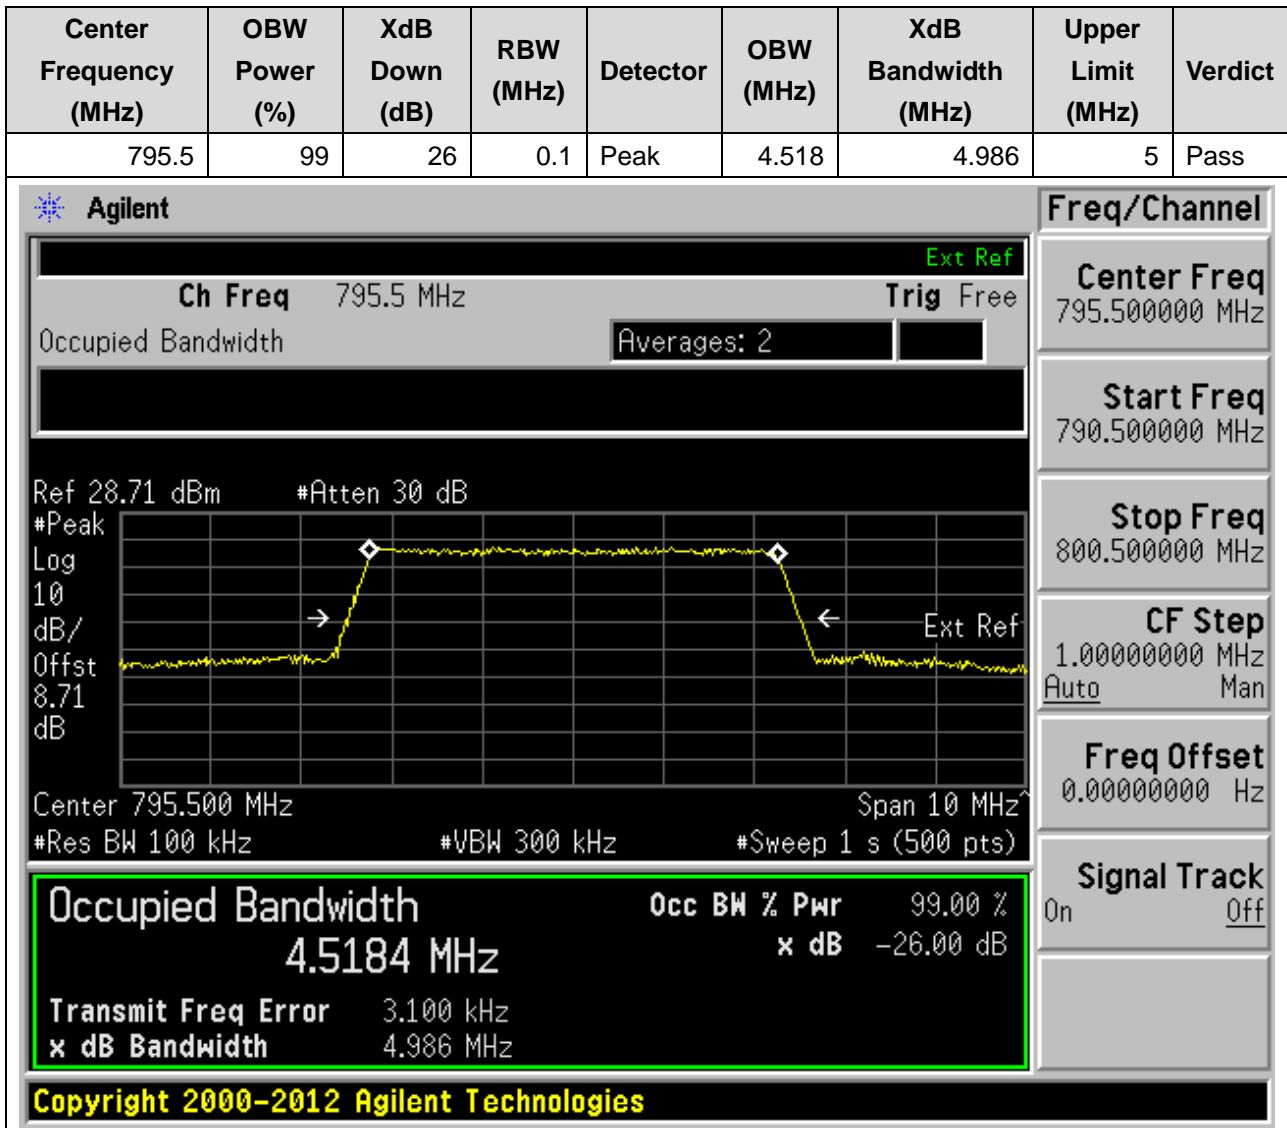 Center Frequency (MHz) OBW Power (%) XdB Down (dB) RBW (MHz) Detector OBW (MHz) XdB Bandwidth (MHz) Upper Limit (MHz) Verdict
795.5 99 26 0.1 Peak 4.518 4.986 5 Pass
Agilent
Freq/Channel
Ext Ref
Ch Freq 795.5 MHz Trig Free
Occupied Bandwidth Averages: 2
Center Freq
795.500000 MHz
Start Freq
790.500000 MHz
Stop Freq
800.500000 MHz
CF Step
1.00000000 MHz
Auto Man
Freq Offset
0.00000000 Hz
Signal Track
On Off
Ref 28.71 dBm #Atten 30 dB
#Peak
Log
10
dB/
Offst
8.71
dB
Ext Ref
Center 795.500 MHz Span 10 MHz^
#Res BW 100 kHz #VBW 300 kHz #Sweep 1 s (500 pts)
Occupied Bandwidth
4.5184 MHz
Occ BW % Pwr 99.00 %
x dB -26.00 dB
Transmit Freq Error 3.100 kHz
x dB Bandwidth 4.986 MHz
Copyright 2000-2012 Agilent Technologies